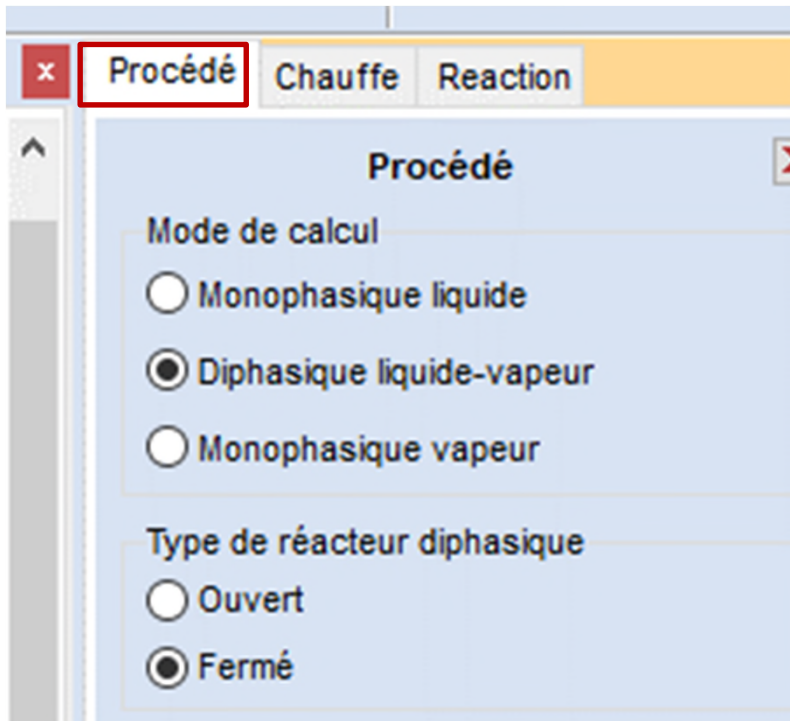 Procédé Chauffe Reaction
Procédé
Mode de calcul
Monophasique liquide
Diphasique liquide-vapeur
Monophasique vapeur
Type de réacteur diphasique
Ouvert
Fermé